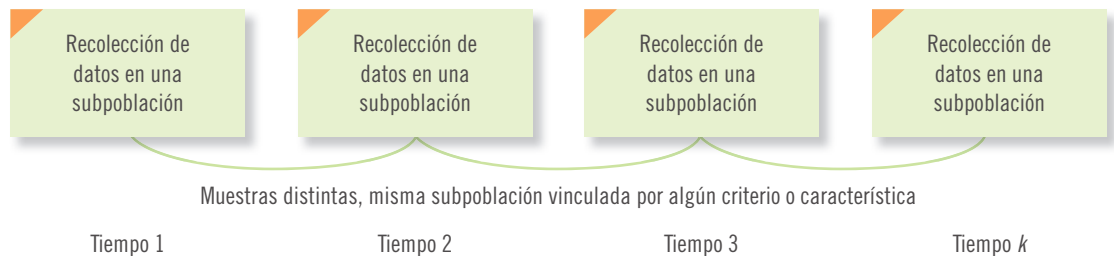 Recolección de
datos en una
subpoblación
Recolección de
datos en una
subpoblación
Recolección de
datos en una
subpoblación
Recolección de
datos en una
subpoblación
Muestras distintas, misma subpoblación vinculada por algún criterio o característica
Tiempo 1
Tiempo 2
Tiempo 3
Tiempo k